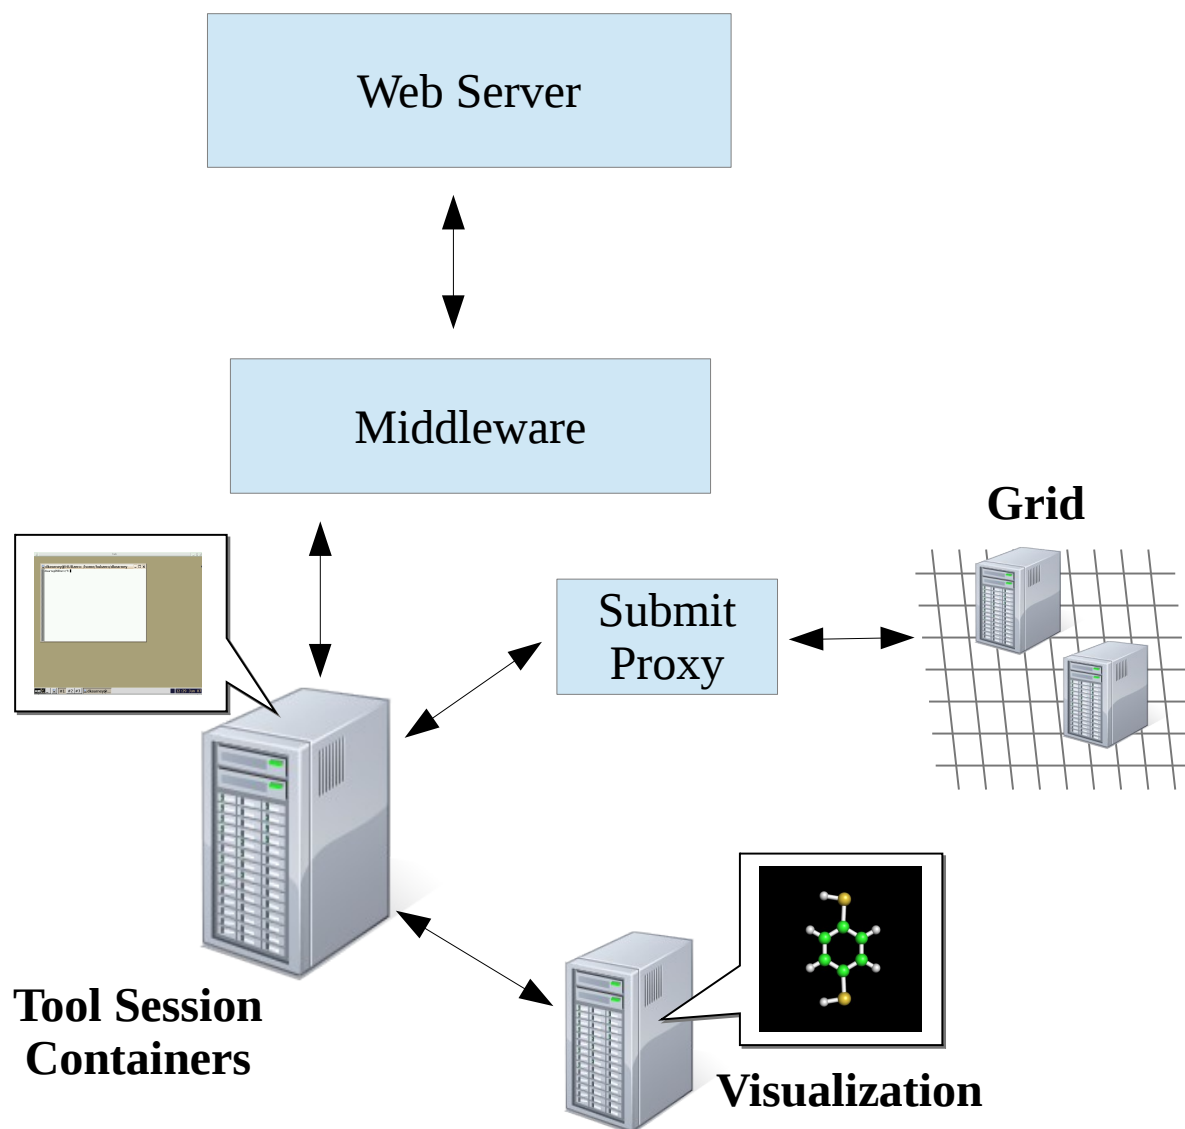 Web Server
Middleware
Grid
Submit
Proxy
Tool Session
Containers
Visualization